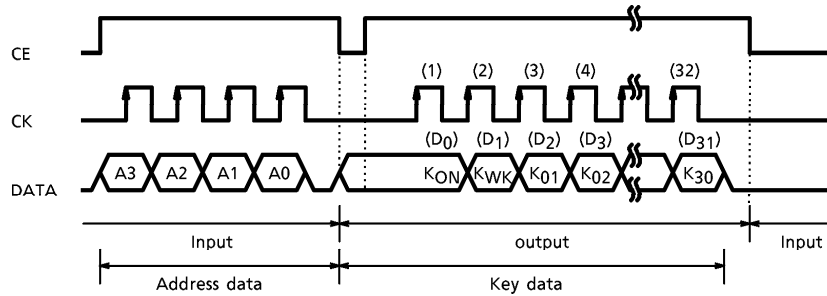 CE
(1) (2) (3) (4) (32)
CK
(D0) (D1) (D2) (D3) (D31)
DATA A3 A2 A1 A0 KON KWK K01 K02 K30
Input output Input
Address data Key data